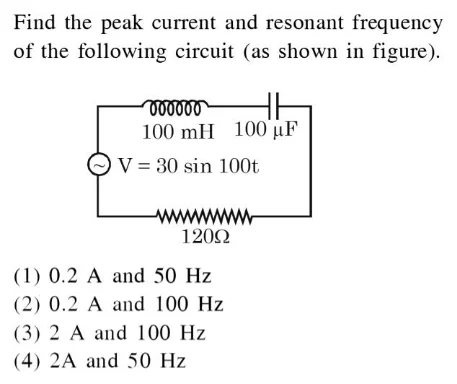 Find the peak current and resonant frequency
of the following circuit (as shown in figure).
100 mH 100 μF
~ V = 30 sin 100t
120Ω
(1) 0.2 A and 50 Hz
(2) 0.2 A and 100 Hz
(3) 2 A and 100 Hz
(4) 2A and 50 Hz